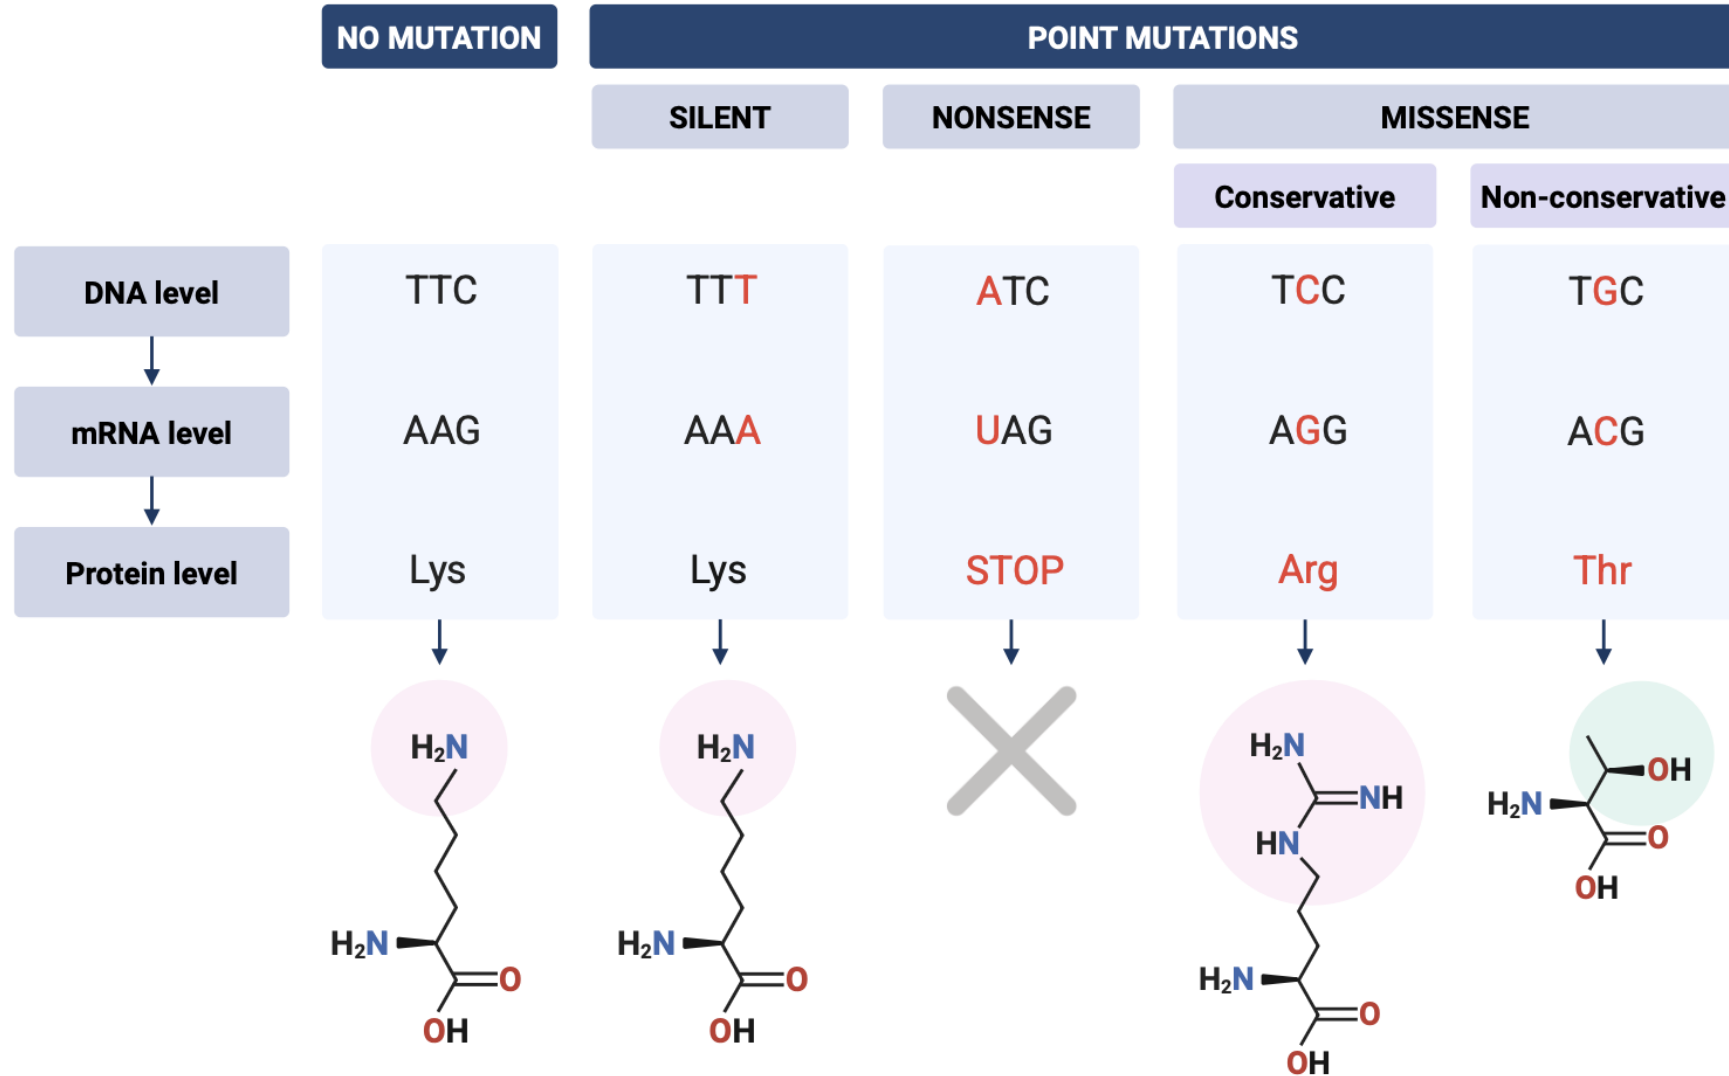 NO MUTATION
POINT MUTATIONS
SILENT
NONSENSE
MISSENSE
Conservative
Non-conservative
DNA level
TTC
TTT
ATC
TCC
TGC
mRNA level
AAG
AAA
UAG
AGG
ACG
Protein level
Lys
Lys
STOP
Arg
Thr
H₂N
H₂N
O
OH
H₂N
H₂N
O
OH
H₂N
NH
HN
H₂N
O
OH
OH
H₂N
O
OH